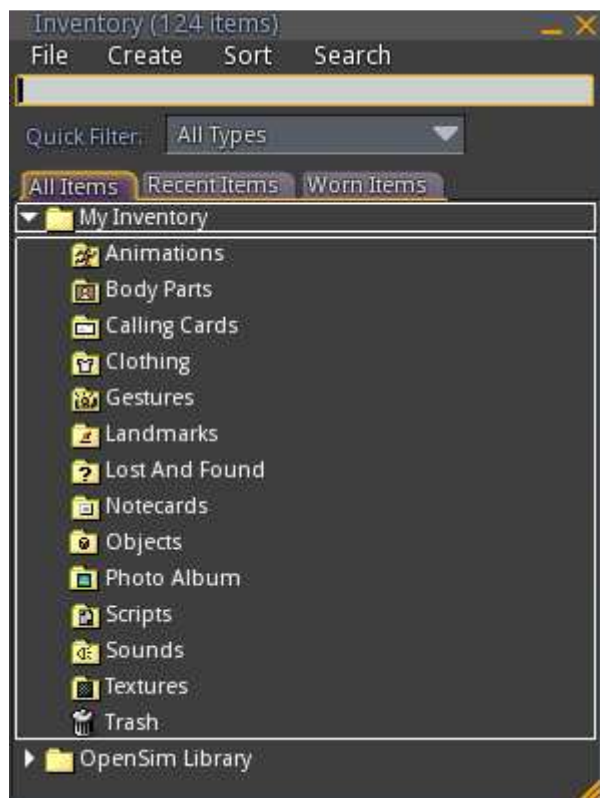 Inventory (124 items)
File Create Sort Search
Quick Filter: All Types
All Items Recent Items Worn Items
My Inventory
Animations
Body Parts
Calling Cards
Clothing
Gestures
Landmarks
Lost And Found
Notecards
Objects
Photo Album
Scripts
Sounds
Textures
Trash
OpenSim Library